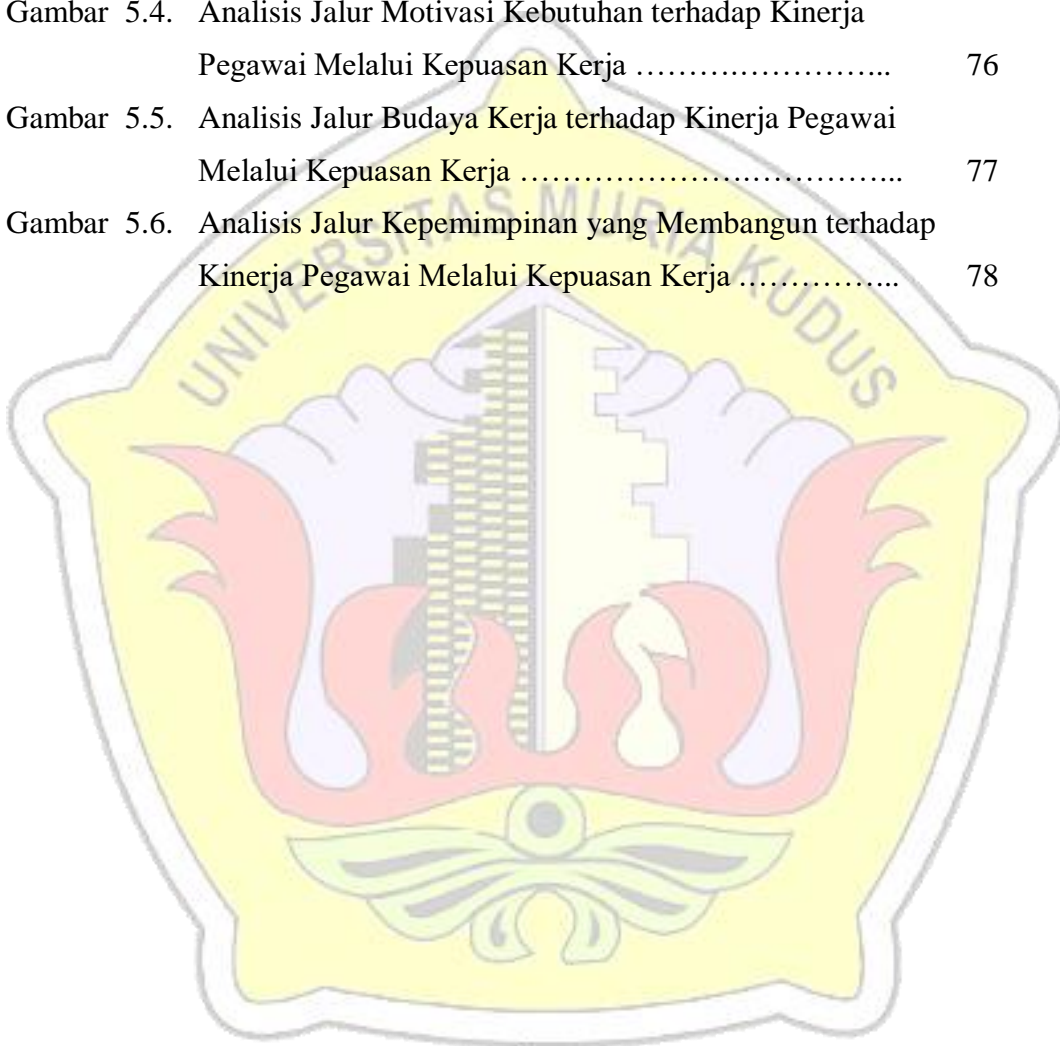 Gambar 5.4. Analisis Jalur Motivasi Kebutuhan terhadap Kinerja
Pegawai Melalui Kepuasan Kerja ………………………….. 76
Gambar 5.5. Analisis Jalur Budaya Kerja terhadap Kinerja Pegawai
Melalui Kepuasan Kerja ………………………………... 77
Gambar 5.6. Analisis Jalur Kepemimpinan yang Membangun terhadap
Kinerja Pegawai Melalui Kepuasan Kerja …………….. 78
UNIVERSITAS MURIA KUDUS